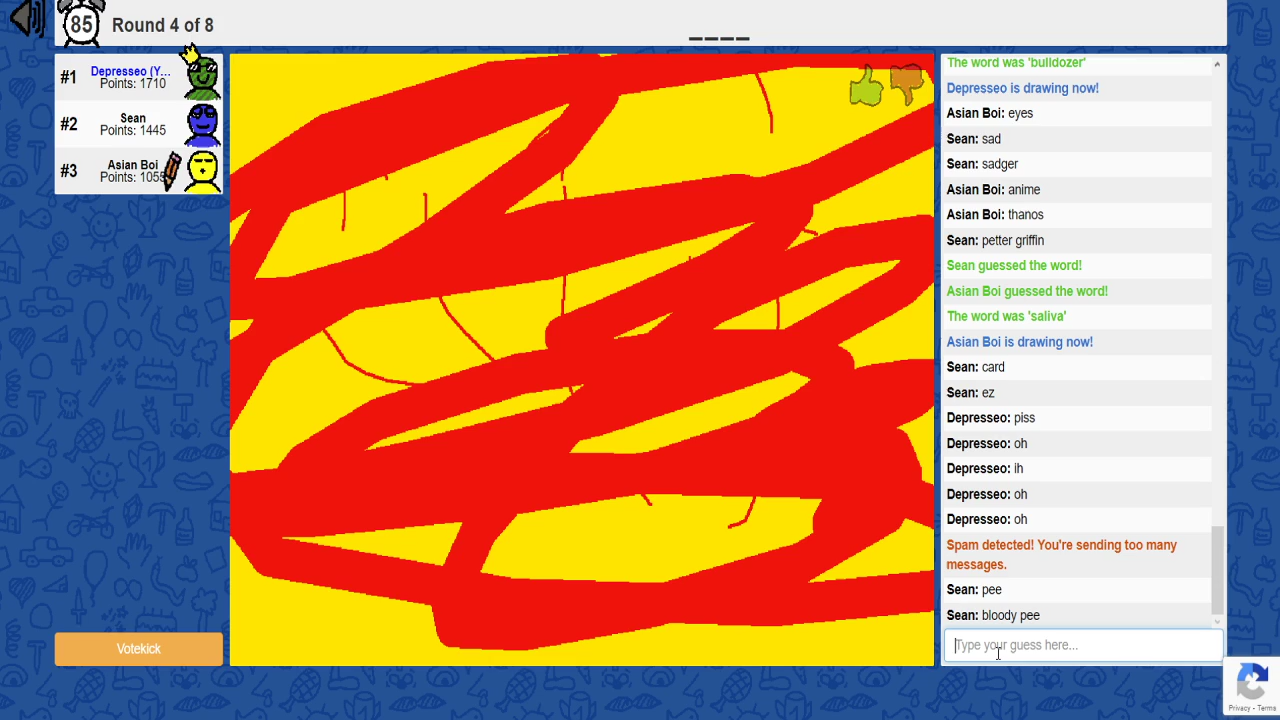 85
Round 4 of 8
_ _ _ _
#1
Depresseo (Y...
Points: 1710
#2
Sean
Points: 1445
#3
Asian Boi
Points: 1055
Votekick
The word was 'bulldozer'
Depresseo is drawing now!
Asian Boi: eyes
Sean: sad
Sean: sadger
Asian Boi: anime
Asian Boi: thanos
Sean: petter griffin
Sean guessed the word!
Asian Boi guessed the word!
The word was 'saliva'
Asian Boi is drawing now!
Sean: card
Sean: ez
Depresseo: piss
Depresseo: oh
Depresseo: ih
Depresseo: oh
Depresseo: oh
Spam detected! You're sending too many
messages.
Sean: pee
Sean: bloody pee
Type your guess here...
Privacy - Terms